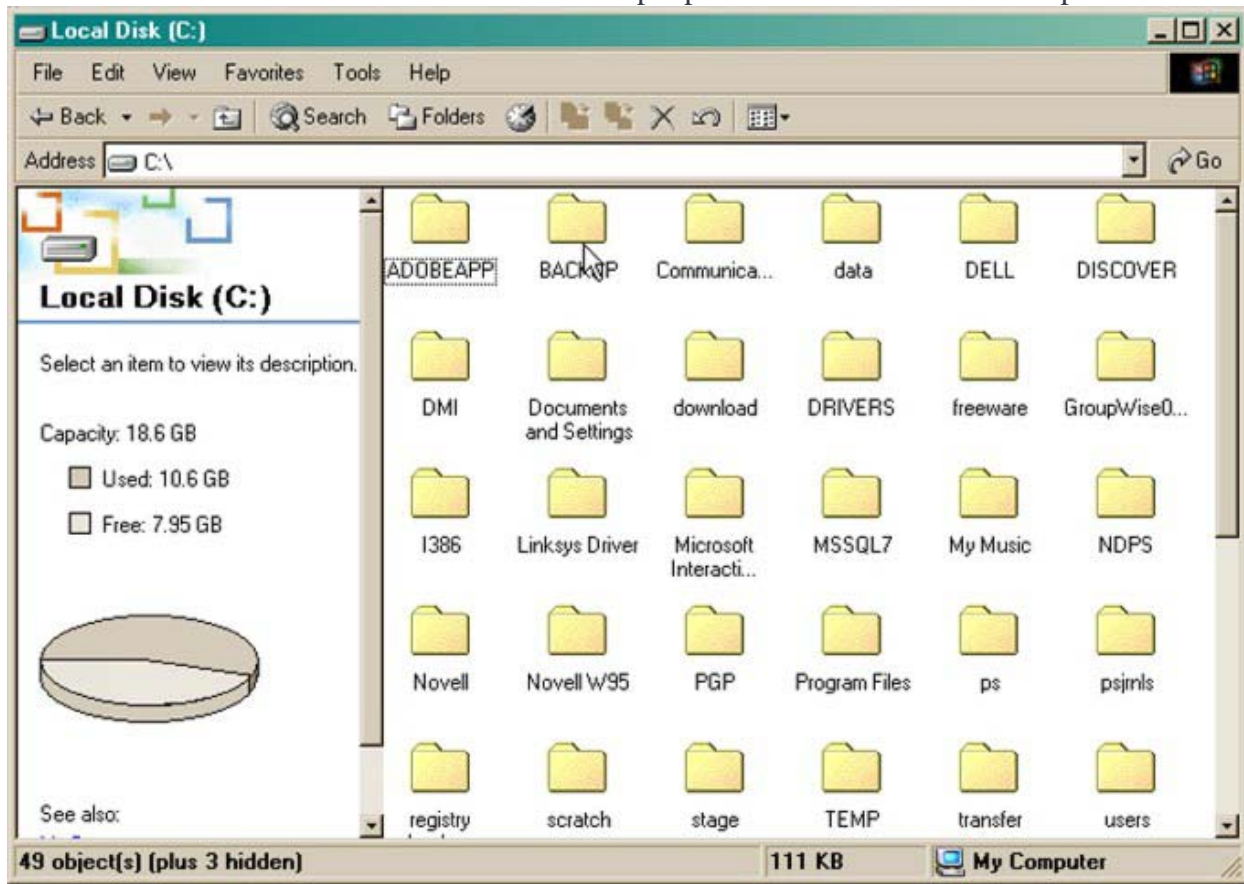 Local Disk (C:)
File Edit View Favorites Tools Help
Back Search Folders
Address C:\ Go
Local Disk (C:)
Select an item to view its description.
Capacity: 18.6 GB
Used: 10.6 GB
Free: 7.95 GB
See also:
ADOBEAPP BACKUP Communica... data DELL DISCOVER
DMI Documents and Settings download DRIVERS freeware GroupWise0...
I386 Linksys Driver Microsoft Interacti... MSSQL7 My Music NDPS
Novell Novell W95 PGP Program Files ps psjrnls
registry scratch stage TEMP transfer users
49 object(s) (plus 3 hidden) 111 KB My Computer